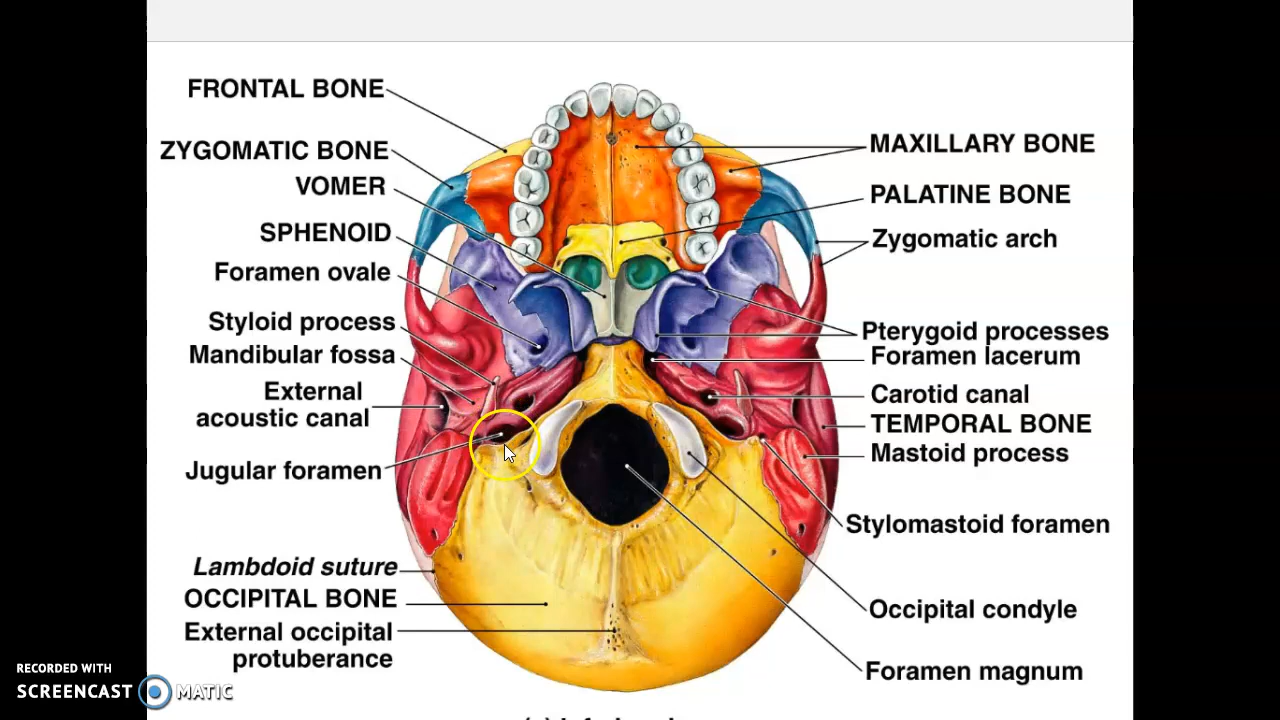 FRONTAL BONE
ZYGOMATIC BONE
VOMER
SPHENOID
Foramen ovale
Styloid process
Mandibular fossa
External
acoustic canal
Jugular foramen
Lambdoid suture
OCCIPITAL BONE
External occipital
protuberance
MAXILLARY BONE
PALATINE BONE
Zygomatic arch
Pterygoid processes
Foramen lacerum
Carotid canal
TEMPORAL BONE
Mastoid process
Stylomastoid foramen
Occipital condyle
Foramen magnum
RECORDED WITH
SCREENCAST MATIC